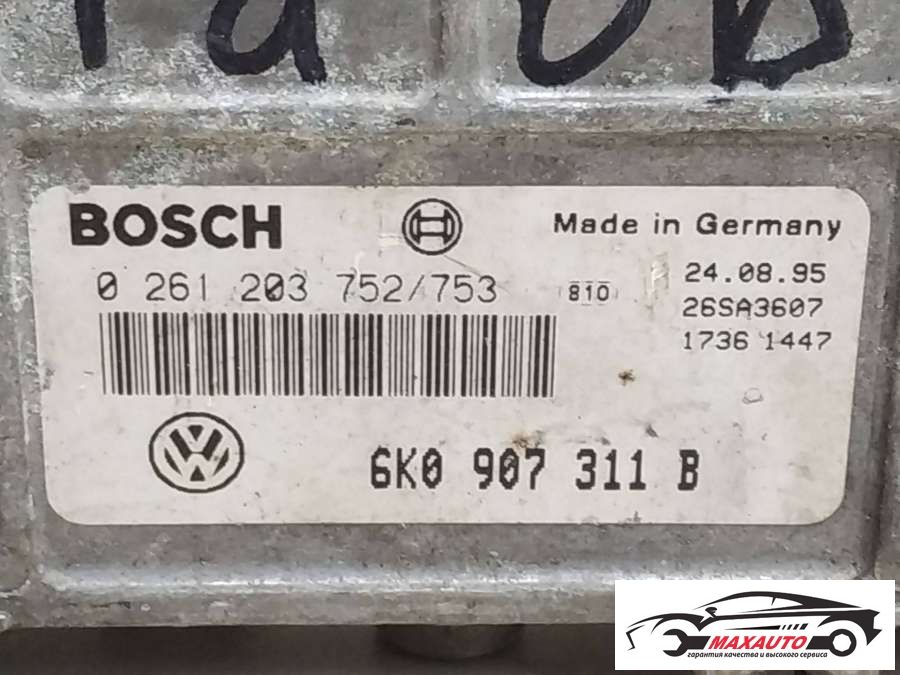 BOSCH
Made in Germany
0 261 203 752/753
810
24.08.95
26SA3607
1736 1447
6K0 907 311 B
MAXAUTO
гарантия качества и высокого сервиса